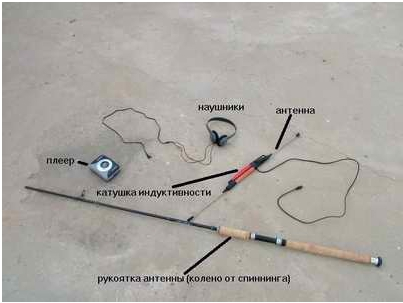 наушники
антенна
плеер
катушка индуктивности
рукоятка антенны (колено от спиннинга)